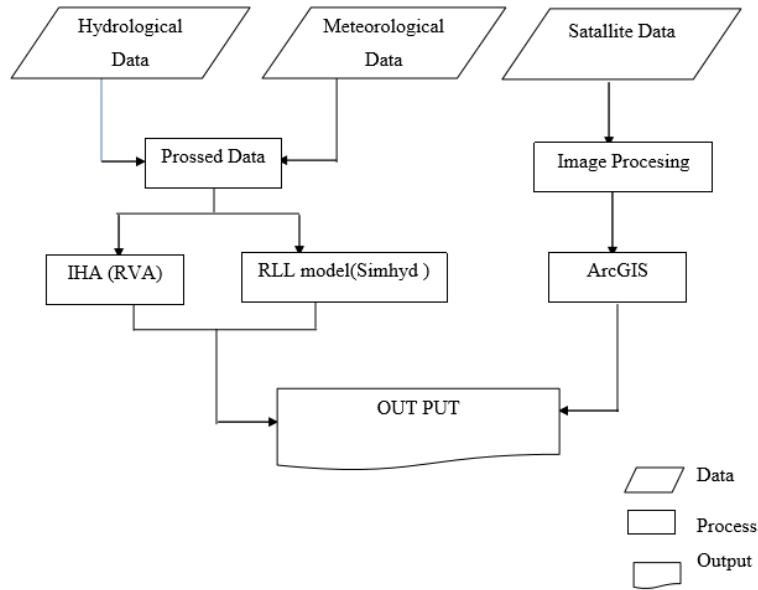 Hydrological
Data
Meteorological
Data
Satallite Data
Prossed Data
Image Procesing
IHA (RVA)
RLL model(Simhyd )
ArcGIS
OUT PUT
Data
Process
Output